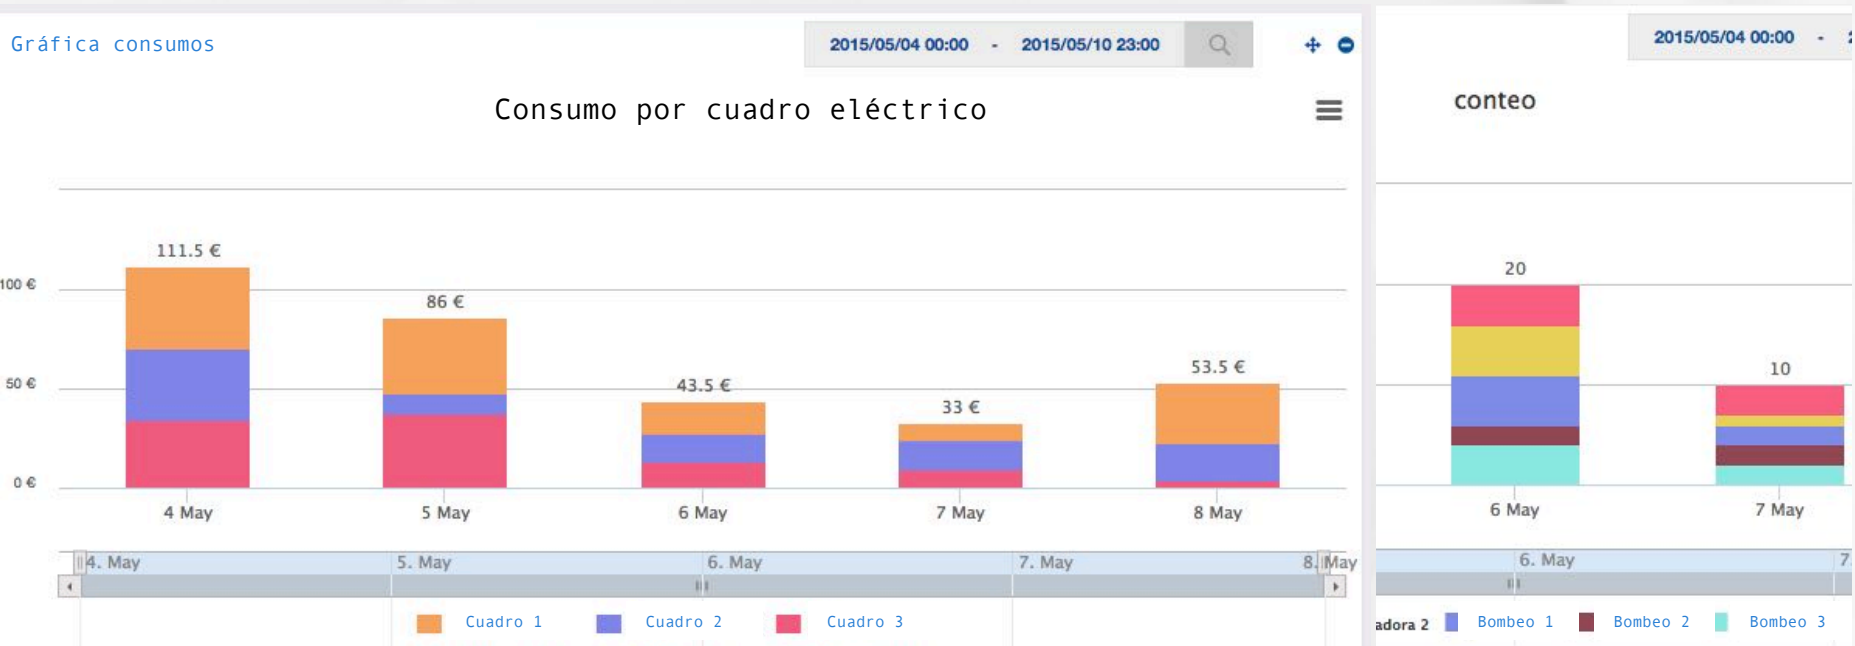 Gráfica consumos
2015/05/04 00:00 - 2015/05/10 23:00
Consumo por cuadro eléctrico
100 €
50 €
0 €
111.5 €
86 €
43.5 €
33 €
53.5 €
4 May
5 May
6 May
7 May
8 May
4. May
5. May
6. May
7. May
8. May
Cuadro 1
Cuadro 2
Cuadro 3
2015/05/04 00:00 -
conteo
20
10
6 May
7 May
6. May
7
adora 2
Bombeo 1
Bombeo 2
Bombeo 3